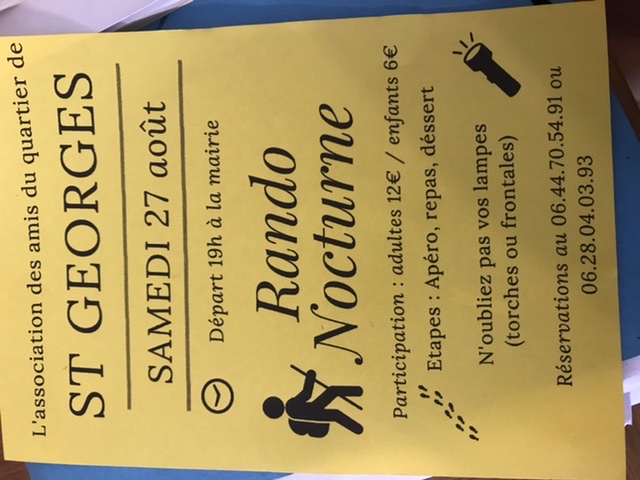 L'association des amis du quartier de
ST GEORGES
SAMEDI 27 août
Départ 19h à la mairie
Rando
Nocturne
Participation : adultes 12€ / enfants 6€
Etapes : Apéro, repas, déssert
N'oubliez pas vos lampes
(torches ou frontales)
Réservations au 06.44.70.54.91 ou
06.28.04.03.93